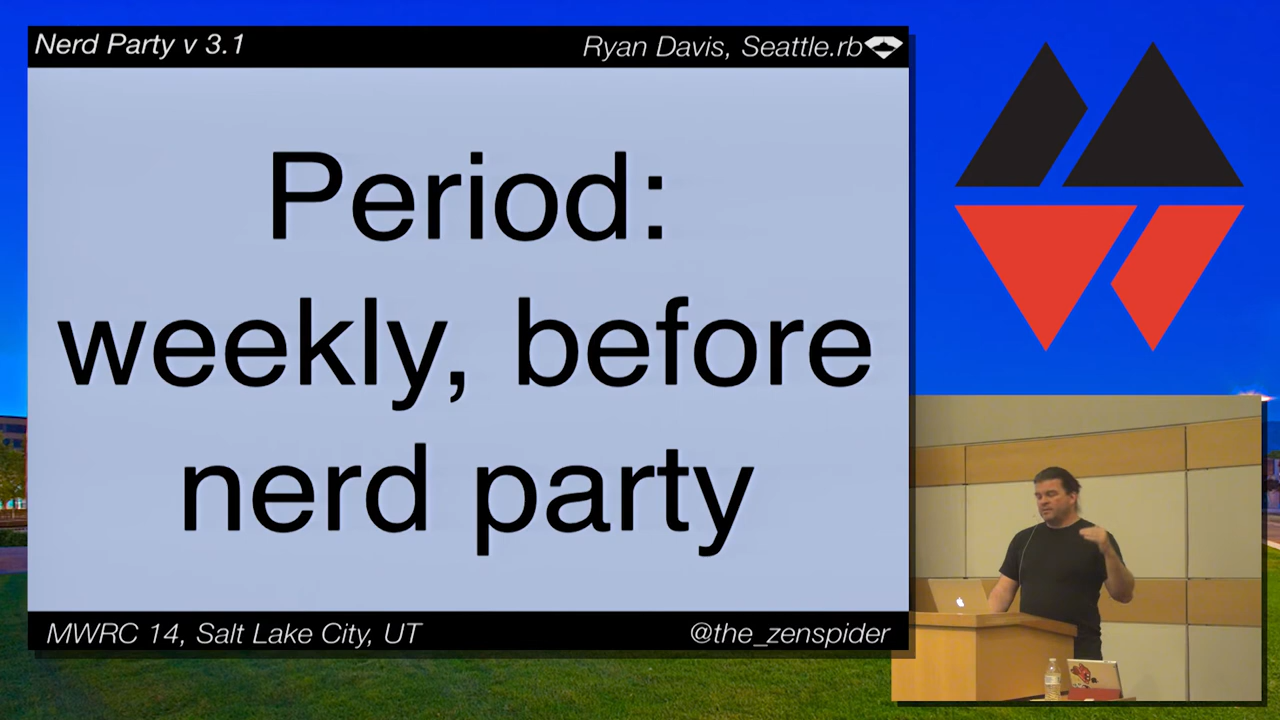 Nerd Party v 3.1
Ryan Davis, Seattle.rb
Period:
weekly, before
nerd party
MWRC 14, Salt Lake City, UT
@the_zenspider